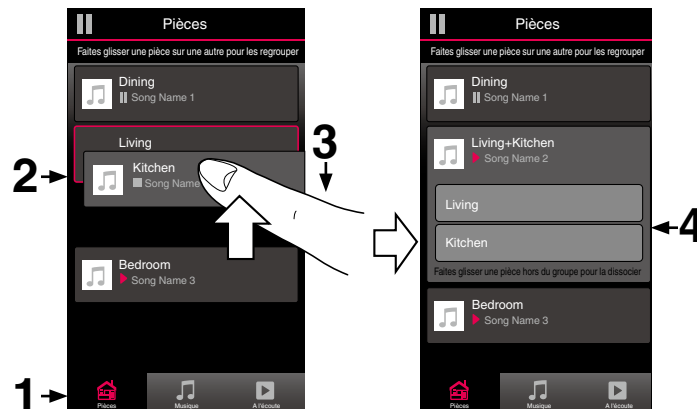 Pièces
Faites glisser une pièce sur une autre pour les regrouper
Dining
Song Name 1
Living
Kitchen
Song Name
Bedroom
Song Name 3
Pièces
Musique
A l'écoute
1
2
3
Pièces
Faites glisser une pièce sur une autre pour les regrouper
Dining
Song Name 1
Living+Kitchen
Song Name 2
Living
Kitchen
Faites glisser une pièce hors du groupe pour la dissocier
Bedroom
Song Name 3
Pièces
Musique
A l'écoute
4